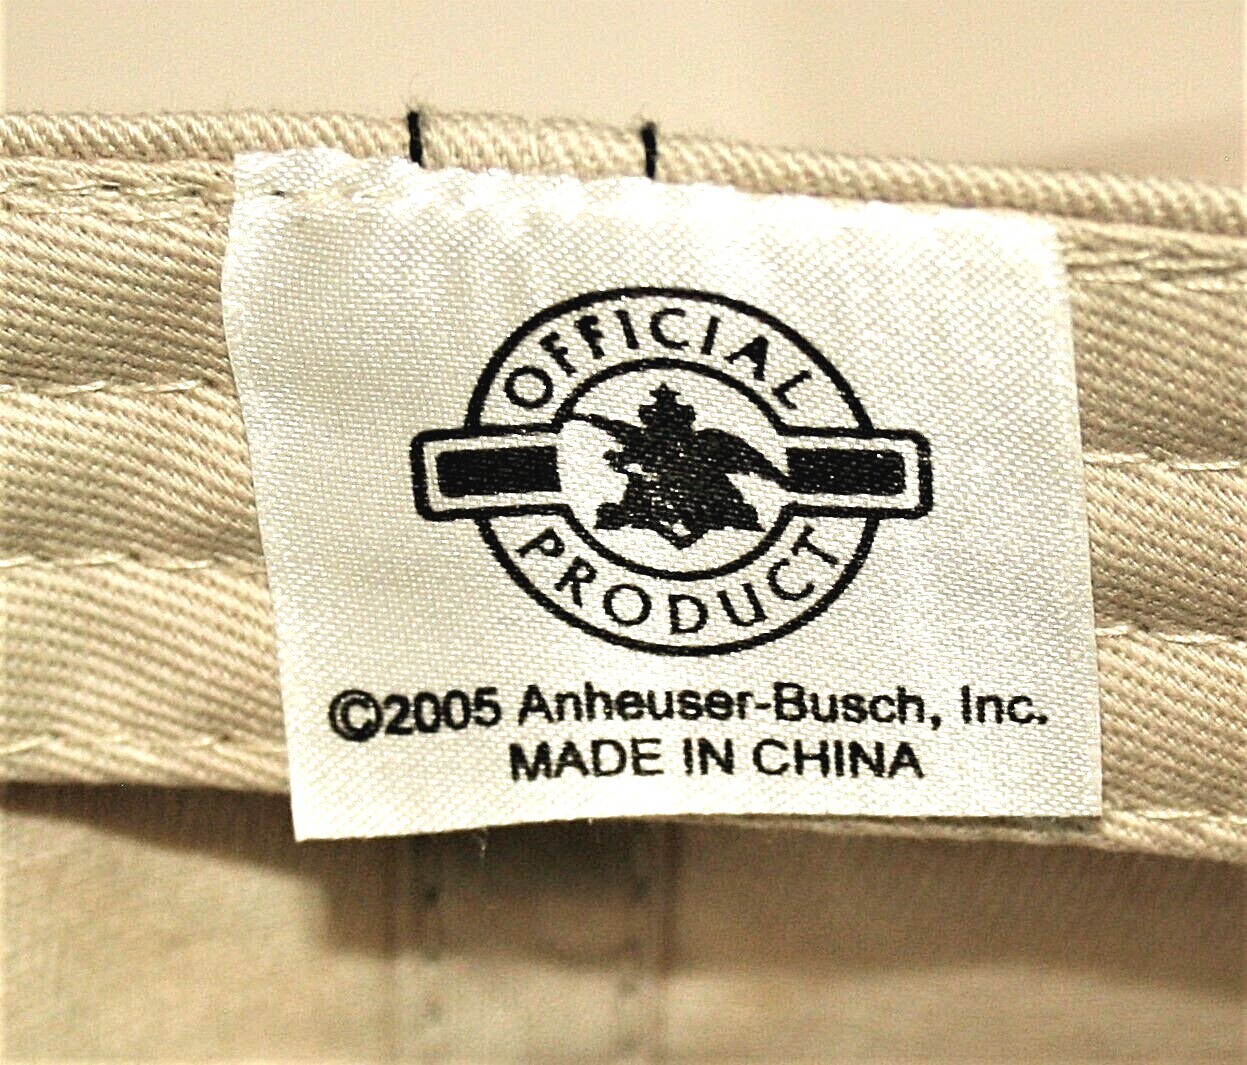 OFFICIAL
PRODUCT
©2005 Anheuser-Busch, Inc.
MADE IN CHINA